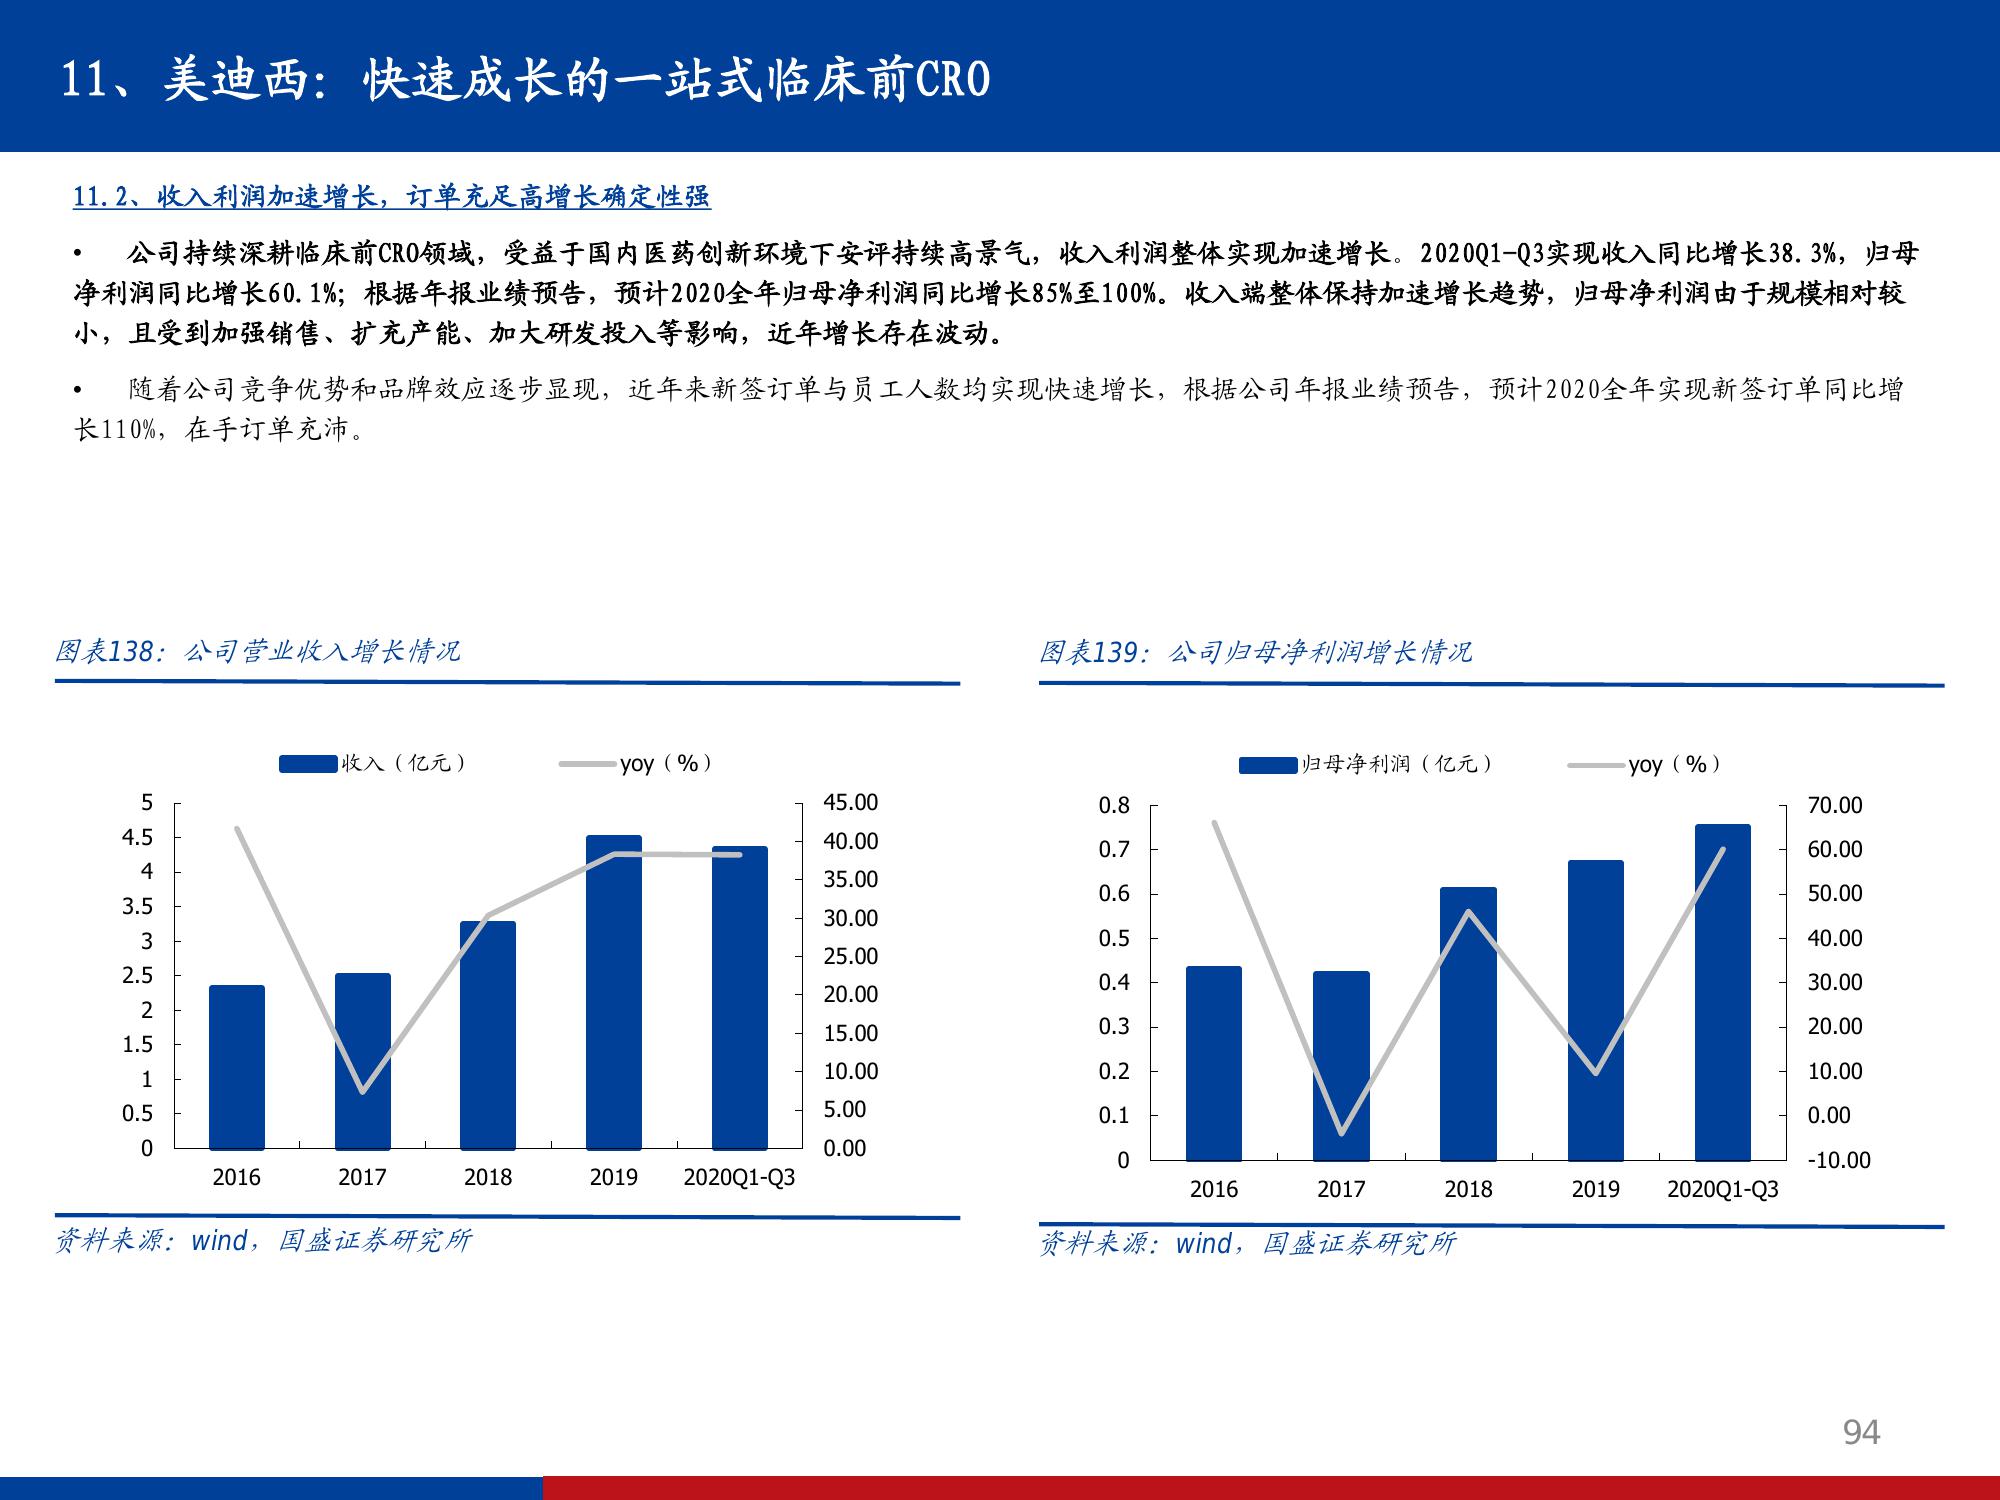 11、美迪西：快速成长的一站式临床前CRO
11.2、收入利润加速增长，订单充足高增长确定性强
• 公司持续深耕临床前CRO领域，受益于国内医药创新环境下安评持续高景气，收入利润整体实现加速增长。2020Q1-Q3实现收入同比增长38.3%，归母
净利润同比增长60.1%；根据年报业绩预告，预计2020全年归母净利润同比增长85%至100%。收入端整体保持加速增长趋势，归母净利润由于规模相对较
小，且受到加强销售、扩充产能、加大研发投入等影响，近年增长存在波动。
• 随着公司竞争优势和品牌效应逐步显现，近年来新签订单与员工人数均实现快速增长，根据公司年报业绩预告，预计2020全年实现新签订单同比增
长110%，在手订单充沛。
图表138：公司营业收入增长情况
收入（亿元）
yoy（%）
5
4.5
4
3.5
3
2.5
2
1.5
1
0.5
0
45.00
40.00
35.00
30.00
25.00
20.00
15.00
10.00
5.00
0.00
2016
2017
2018
2019
2020Q1-Q3
资料来源：wind，国盛证券研究所
图表139：公司归母净利润增长情况
归母净利润（亿元）
yoy（%）
0.8
0.7
0.6
0.5
0.4
0.3
0.2
0.1
0
70.00
60.00
50.00
40.00
30.00
20.00
10.00
0.00
-10.00
2016
2017
2018
2019
2020Q1-Q3
资料来源：wind，国盛证券研究所
94